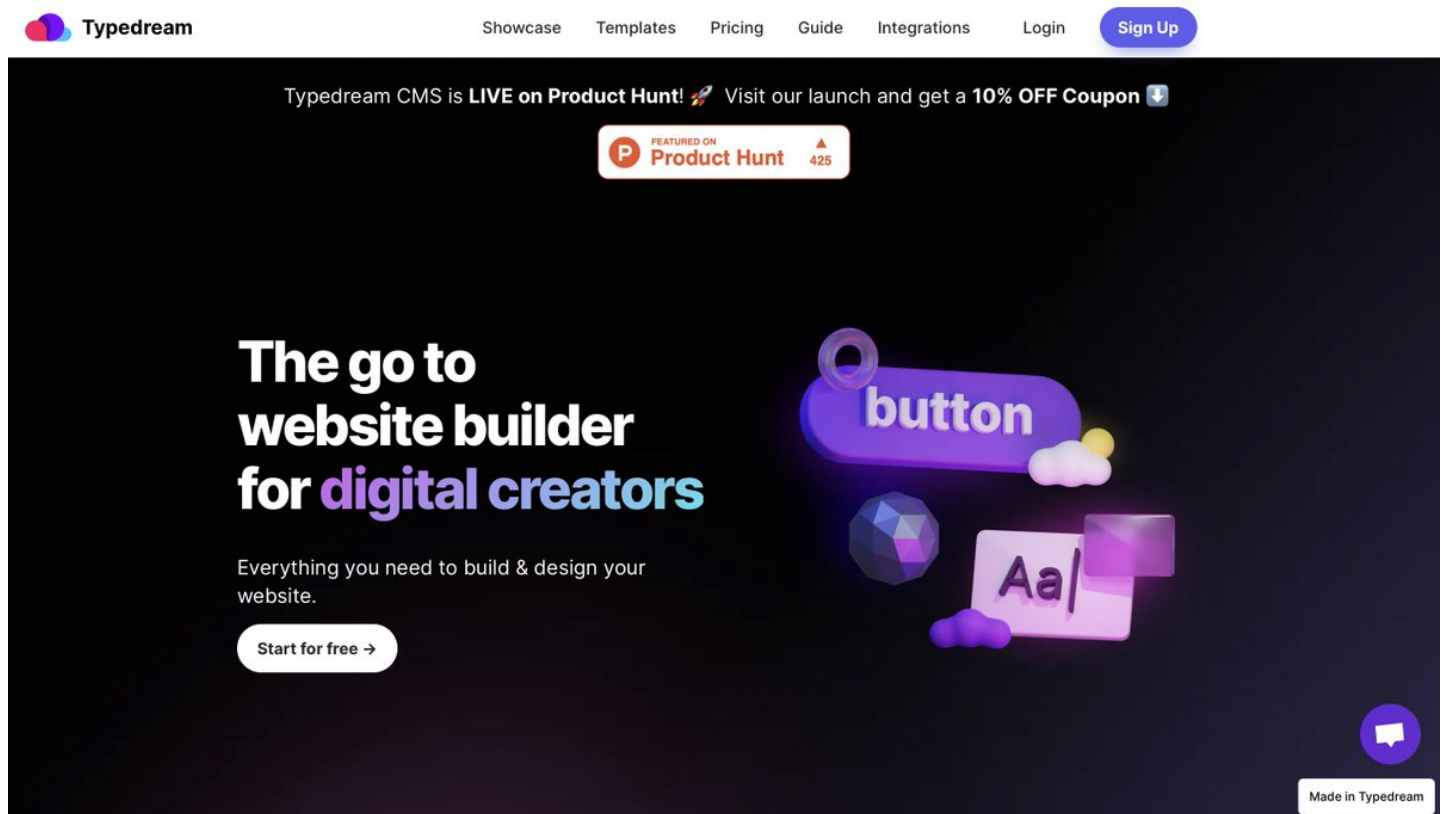 Typedream
Showcase Templates Pricing Guide Integrations Login Sign Up
Typedream CMS is LIVE on Product Hunt! 🚀 Visit our launch and get a 10% OFF Coupon ⬇️
P
FEATURED ON
Product Hunt
▲
425
The go to
website builder
for digital creators
button
Aa|
Everything you need to build & design your
website.
Start for free →
Made in Typedream